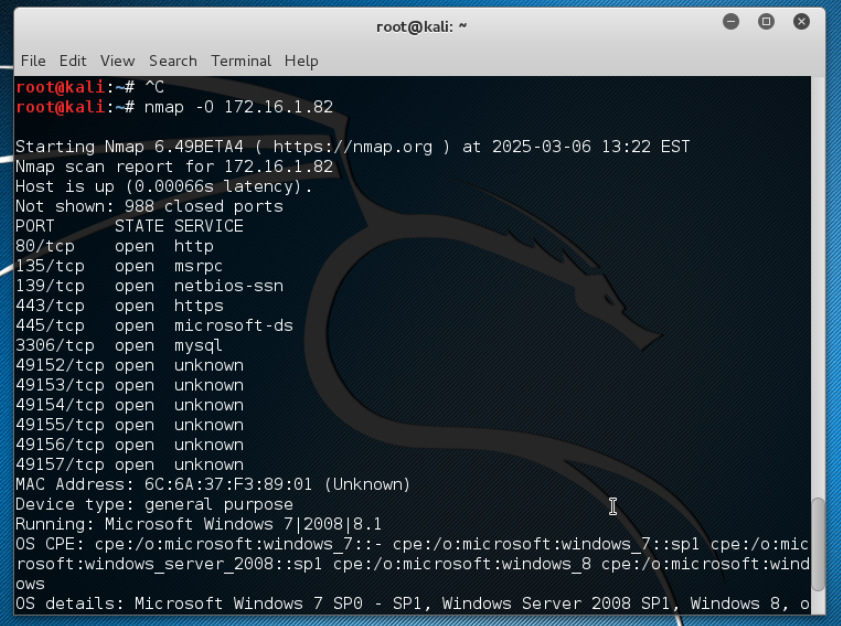 root@kali: ~
File Edit View Search Terminal Help
root@kali:~# ^C
root@kali:~# nmap -O 172.16.1.82
Starting Nmap 6.49BETA4 ( https://nmap.org ) at 2025-03-06 13:22 EST
Nmap scan report for 172.16.1.82
Host is up (0.00066s latency).
Not shown: 988 closed ports
PORT      STATE SERVICE
80/tcp    open  http
135/tcp   open  msrpc
139/tcp   open  netbios-ssn
443/tcp   open  https
445/tcp   open  microsoft-ds
3306/tcp  open  mysql
49152/tcp open  unknown
49153/tcp open  unknown
49154/tcp open  unknown
49155/tcp open  unknown
49156/tcp open  unknown
49157/tcp open  unknown
MAC Address: 6C:6A:37:F3:89:01 (Unknown)
Device type: general purpose
Running: Microsoft Windows 7|2008|8.1
OS CPE: cpe:/o:microsoft:windows_7::- cpe:/o:microsoft:windows_7::sp1 cpe:/o:mic
rosoft:windows_server_2008::sp1 cpe:/o:microsoft:windows_8 cpe:/o:microsoft:wind
ows
OS details: Microsoft Windows 7 SP0 - SP1, Windows Server 2008 SP1, Windows 8, o